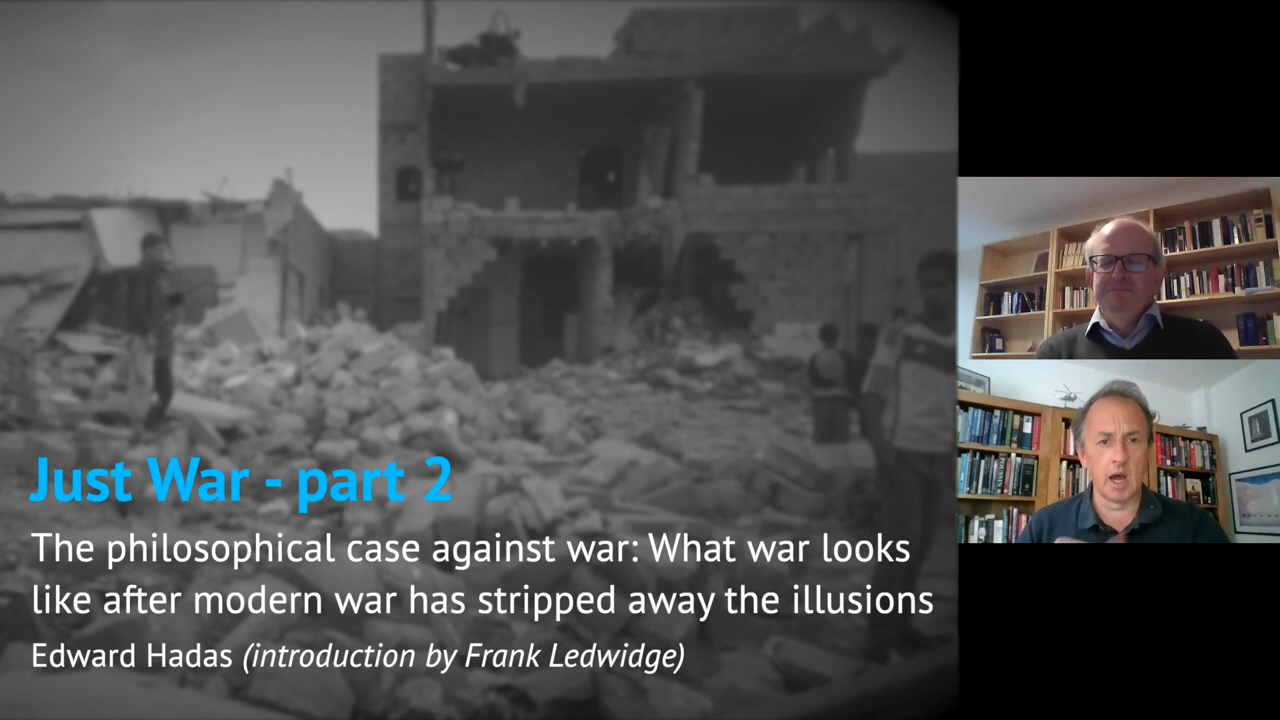 Just War - part 2
The philosophical case against war: What war looks
like after modern war has stripped away the illusions
Edward Hadas (introduction by Frank Ledwidge)